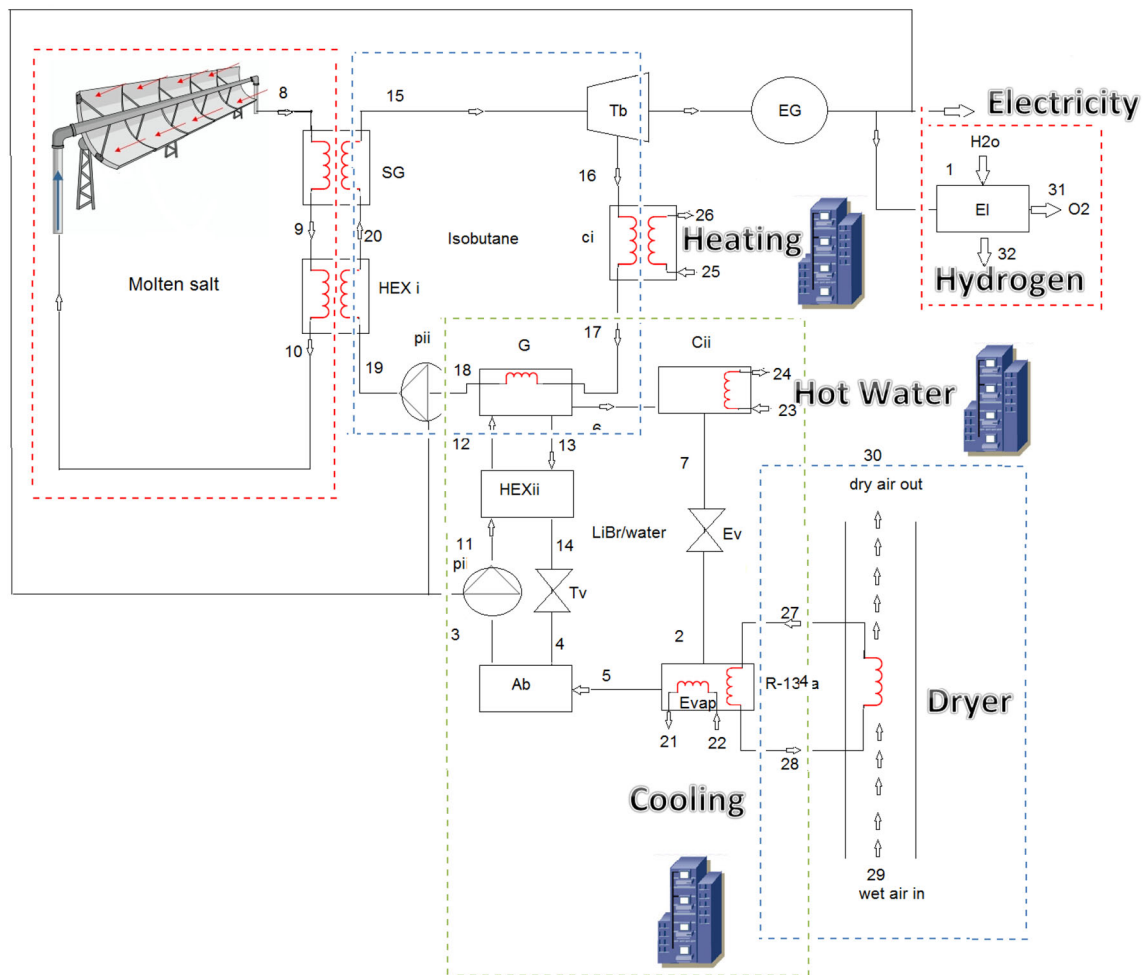 8
15
Tb
EG
Electricity
H2o
1
SG
16
31
EI
O2
9
20
Isobutane
ci
26
Heating
32
Molten salt
HEX i
25
Hydrogen
10
17
pii
G
Cii
19
18
24
Hot Water
23
6
12
13
7
30
HEXii
dry air out
11
14
LiBr/water
Ev
pii
Tv
27
3
4
2
Ab
5
R-134a
Evap
Dryer
21
22
28
Cooling
29
wet air in